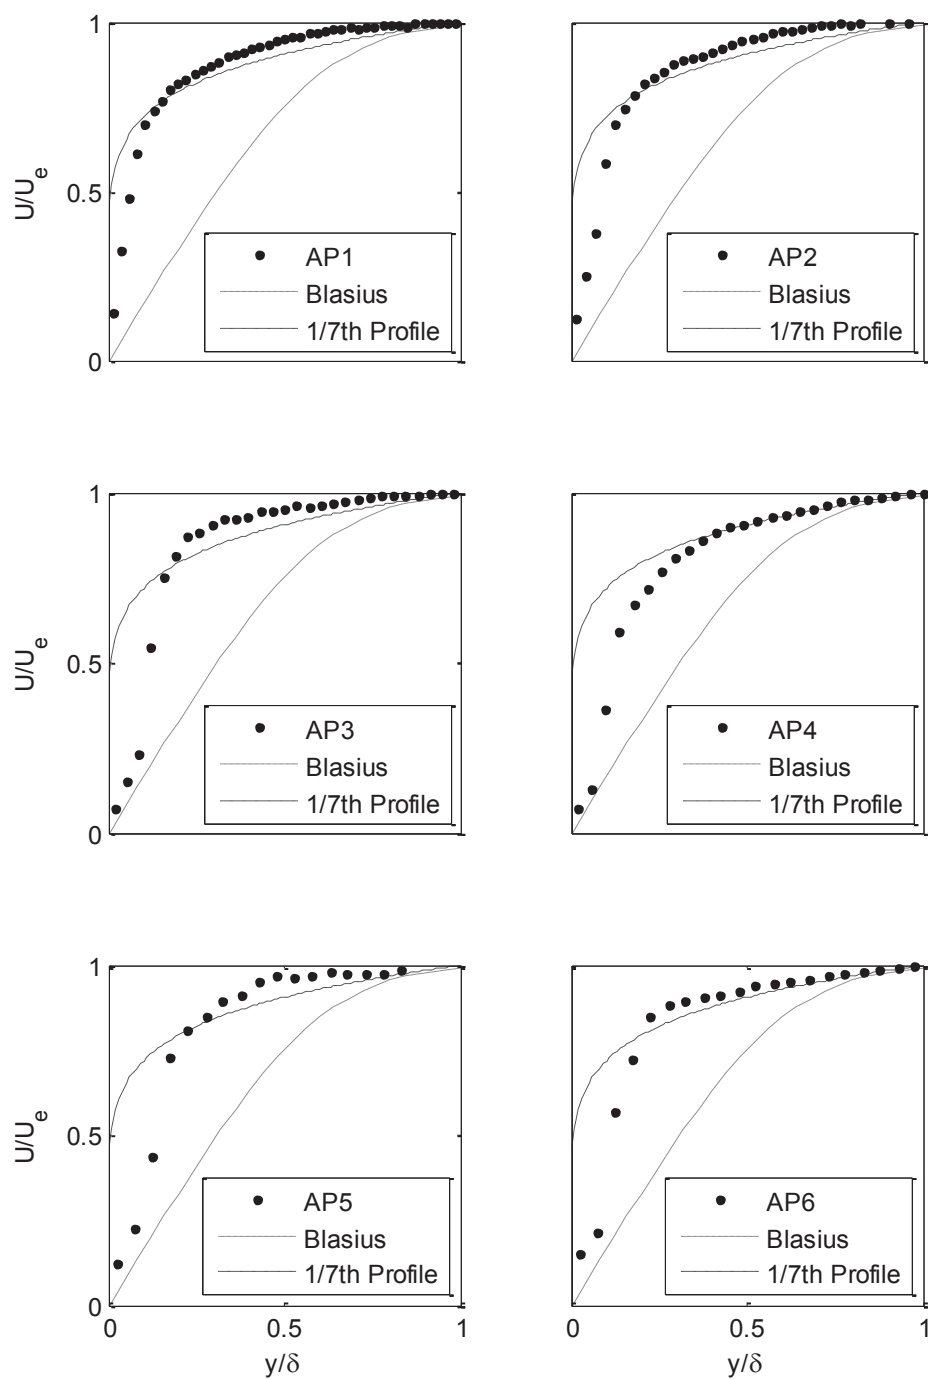 1
U/U_e
0.5
0
AP1
Blasius
1/7th Profile
AP2
Blasius
1/7th Profile
1
U/U_e
0.5
0
AP3
Blasius
1/7th Profile
AP4
Blasius
1/7th Profile
1
U/U_e
0.5
0
AP5
Blasius
1/7th Profile
AP6
Blasius
1/7th Profile
0 0.5 1
y/δ
0 0.5 1
y/δ